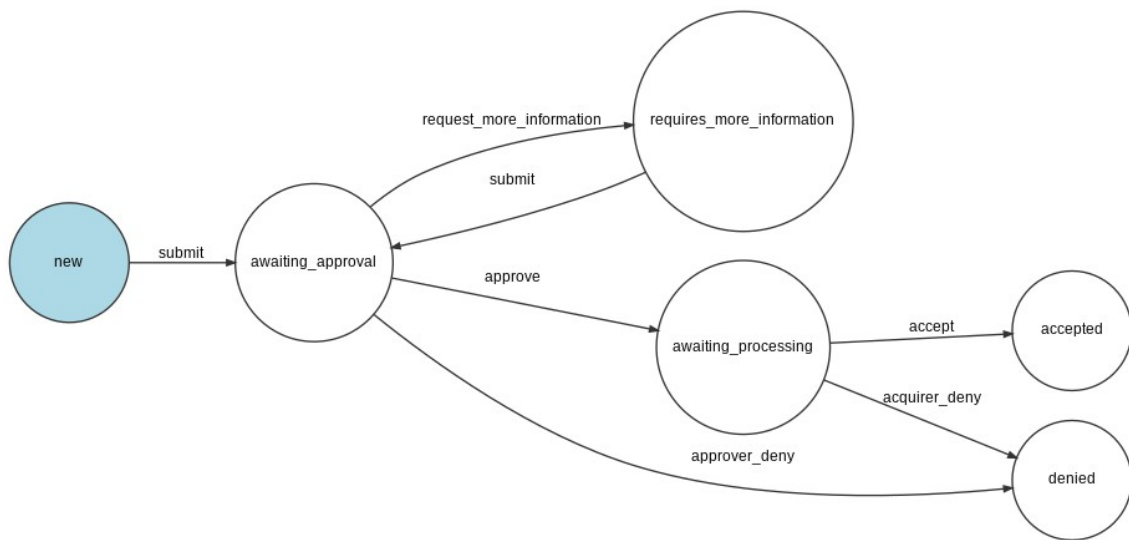 request_more_information
requires_more_information
submit
new
submit
awaiting_approval
approve
awaiting_processing
accept
accepted
acquirer_deny
approver_deny
denied